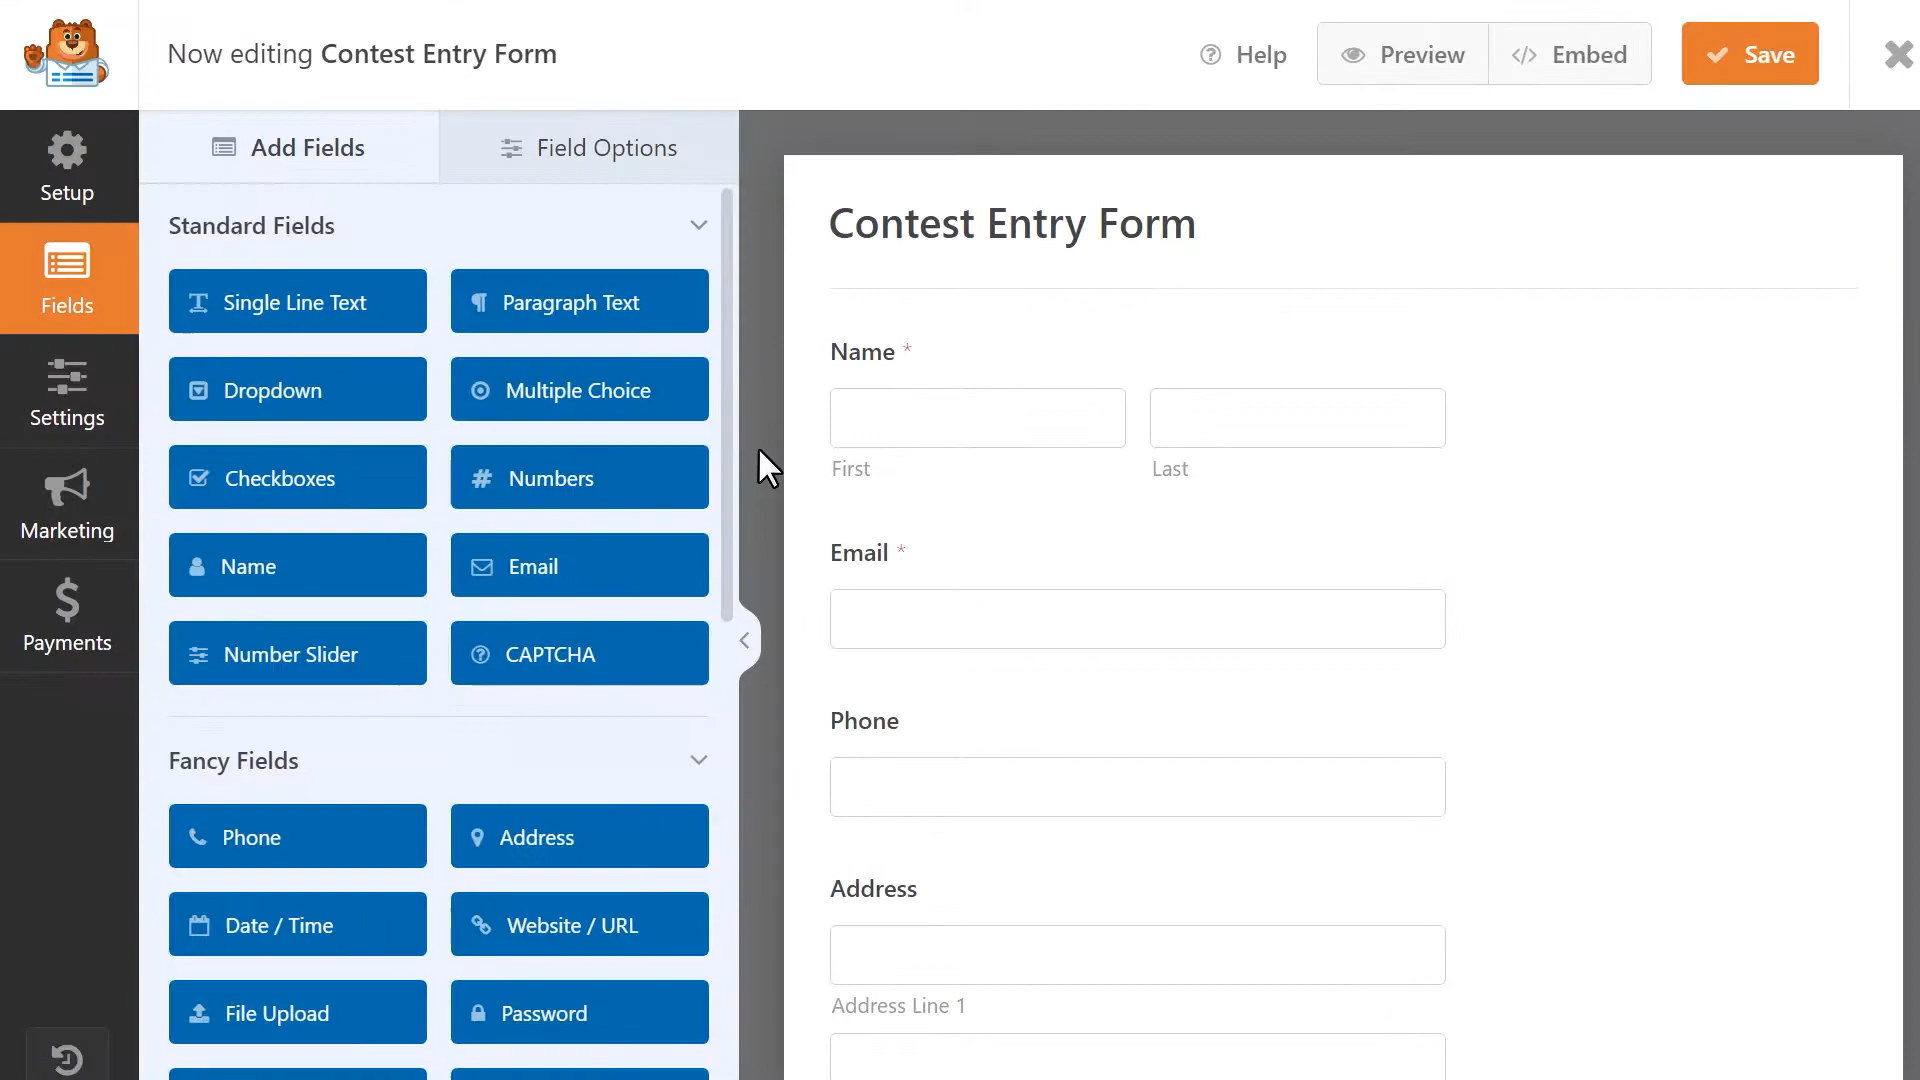 Now editing Contest Entry Form
Help
Preview
Embed
Save
Setup
Fields
Settings
Marketing
Payments
Add Fields
Field Options
Standard Fields
Single Line Text
Paragraph Text
Dropdown
Multiple Choice
Checkboxes
Numbers
Name
Email
Number Slider
CAPTCHA
Fancy Fields
Phone
Address
Date / Time
Website / URL
File Upload
Password
Contest Entry Form
Name *
First
Last
Email *
Phone
Address
Address Line 1